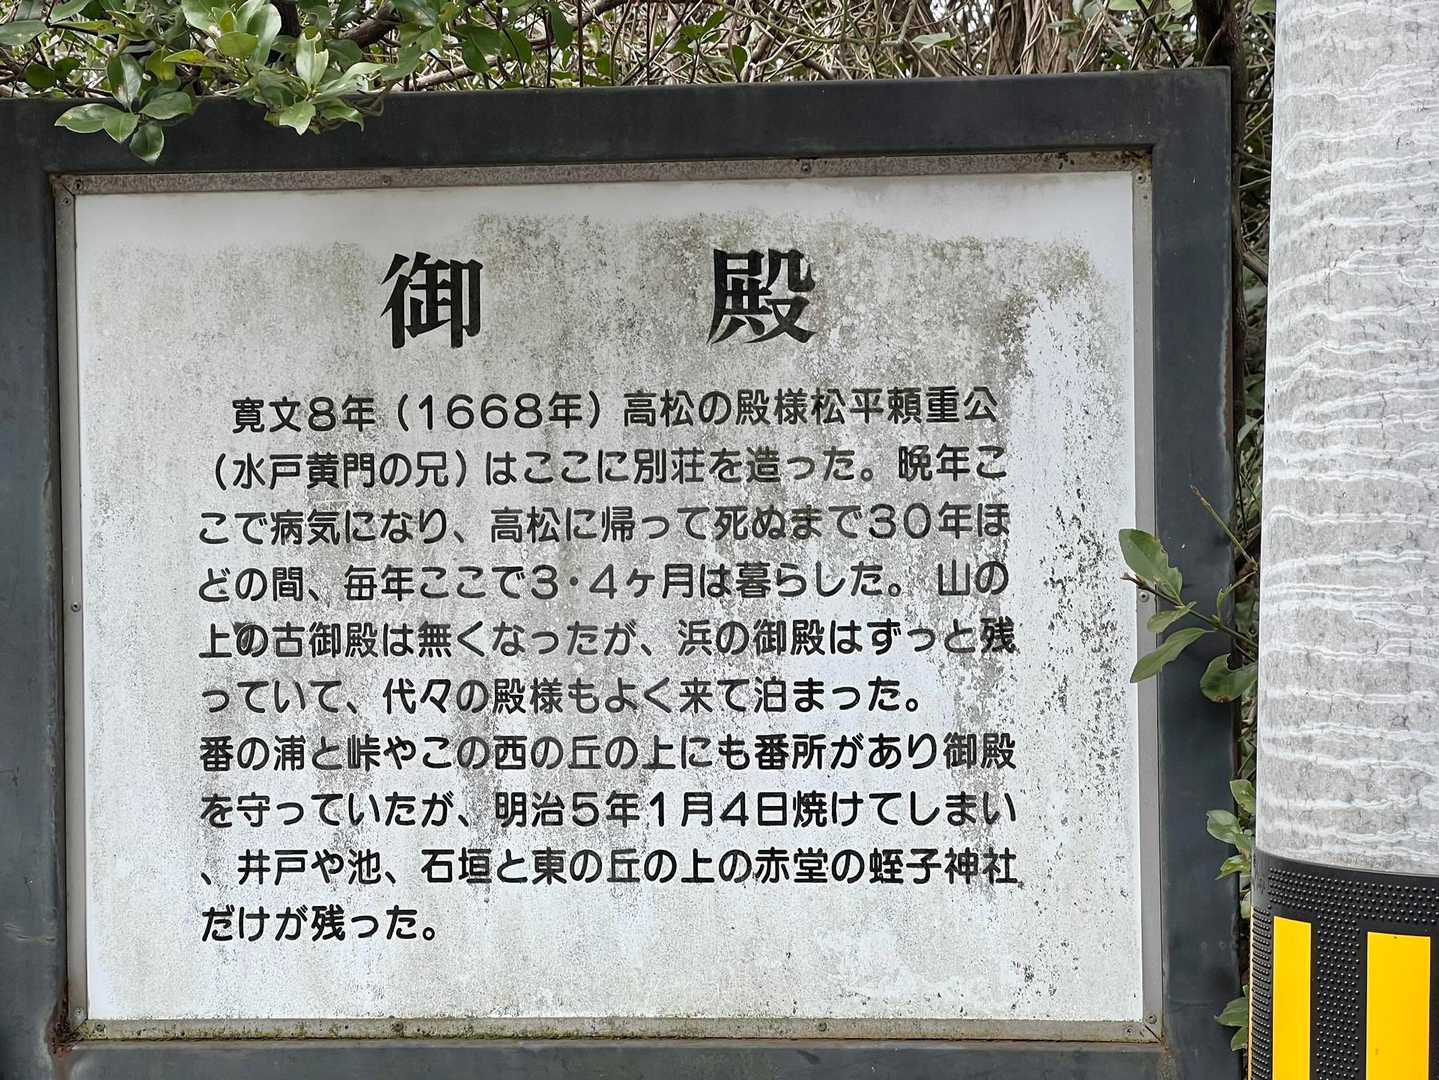 御殿
寛文8年（1668年）高松の殿様松平頼重公
（水戸黄門の兄）はここに別荘を造った。晩年こ
こで病気になり、高松に帰って死ぬまで30年ほ
どの間、毎年ここで3・4ヶ月は暮らした。山の
上の古御殿は無くなったが、浜の御殿はずっと残
っていて、代々の殿様もよく来て泊まった。
番の浦と峠やこの西の丘の上にも番所があり御殿
を守っていたが、明治5年1月4日焼けてしまい
、井戸や池、石垣と東の丘の上の赤堂の蛭子神社
だけが残った。